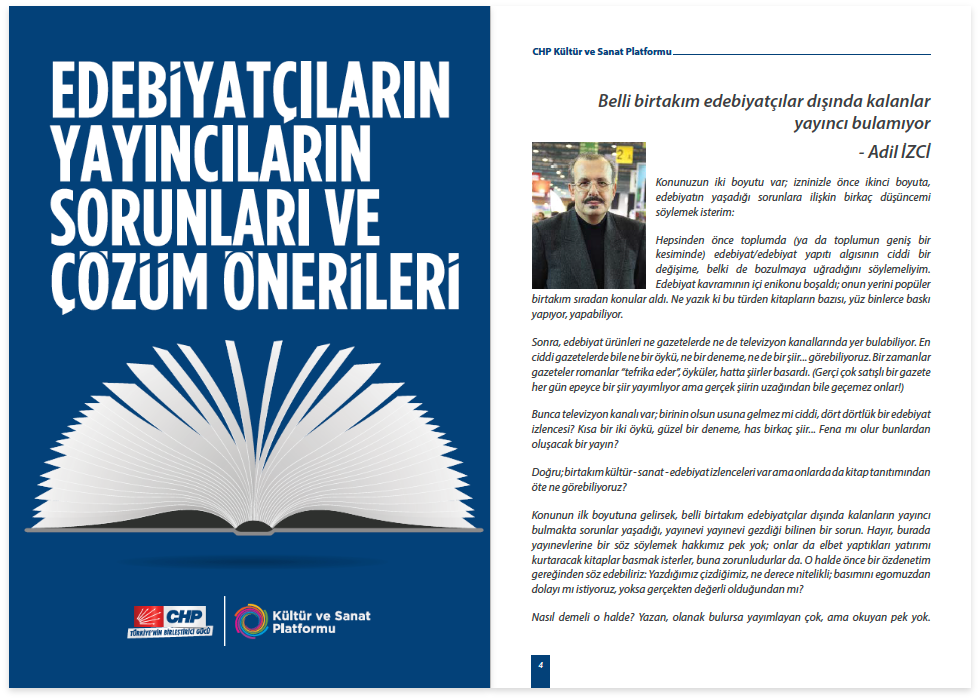 EDEBİYATÇILARIN
YAYINCILARIN
SORUNLARI VE
ÇÖZÜM ÖNERİLERİ
CHP
TÜRKİYE'NİN BİRLEŞTİRİCİ GÜCÜ
Kültür ve Sanat
Platformu
CHP Kültür ve Sanat Platformu
Belli birtakım edebiyatçılar dışında kalanlar
yayıncı bulamıyor
- Adil İZCİ
2
Konunuzun iki boyutu var; izninizle önce ikinci boyuta,
edebiyatın yaşadığı sorunlara ilişkin birkaç düşüncemi
söylemek isterim:
Hepsinden önce toplumda (ya da toplumun geniş bir
kesiminde) edebiyat/edebiyat yapıtı algısının ciddi bir
değişime, belki de bozulmaya uğradığını söylemeliyim.
Edebiyat kavramının içi enikonu boşaldı; onun yerini popüler
birtakım sıradan konular aldı. Ne yazık ki bu türden kitapların bazısı, yüz binlerce baskı
yapıyor, yapabiliyor.
Sonra, edebiyat ürünleri ne gazetelerde ne de televizyon kanallarında yer bulabiliyor. En
ciddi gazetelerde bile ne bir öykü, ne bir deneme, ne de bir şiir... görebiliyoruz. Bir zamanlar
gazeteler romanlar “tefrika eder”, öyküler, hatta şiirler basardı. (Gerçi çok satışlı bir gazete
her gün epeyce bir şiir yayımlıyor ama gerçek şiirin uzağından bile geçemez onlar!)
Bunca televizyon kanalı var; birinin olsun usuna gelmez mi ciddi, dört dörtlük bir edebiyat
izlencesi? Kısa bir iki öykü, güzel bir deneme, has birkaç şiir... Fena mı olur bunlardan
oluşacak bir yayın?
Doğru; birtakım kültür - sanat - edebiyat izlenceleri var ama onlarda da kitap tanıtımından
öte ne görebiliyoruz?
Konunun ilk boyutuna gelirsek, belli birtakım edebiyatçılar dışında kalanların yayıncı
bulmakta sorunlar yaşadığı, yayınevi yayınevi gezdiği bilinen bir sorun. Hayır, burada
yayınevlerine bir söz söylemek hakkımız pek yok; onlar da elbet yaptıkları yatırımı
kurtaracak kitaplar basmak isterler, buna zorunludurlar da. O halde önce bir özdenetim
gereğinden söz edebiliriz: Yazdığımız çizdiğimiz, ne derece nitelikli; basımını egomuzdan
dolayı mı istiyoruz, yoksa gerçekten değerli olduğundan mı?
Nasıl demeli o halde? Yazan, olanak bulursa yayımlayan çok, ama okuyan pek yok.
4